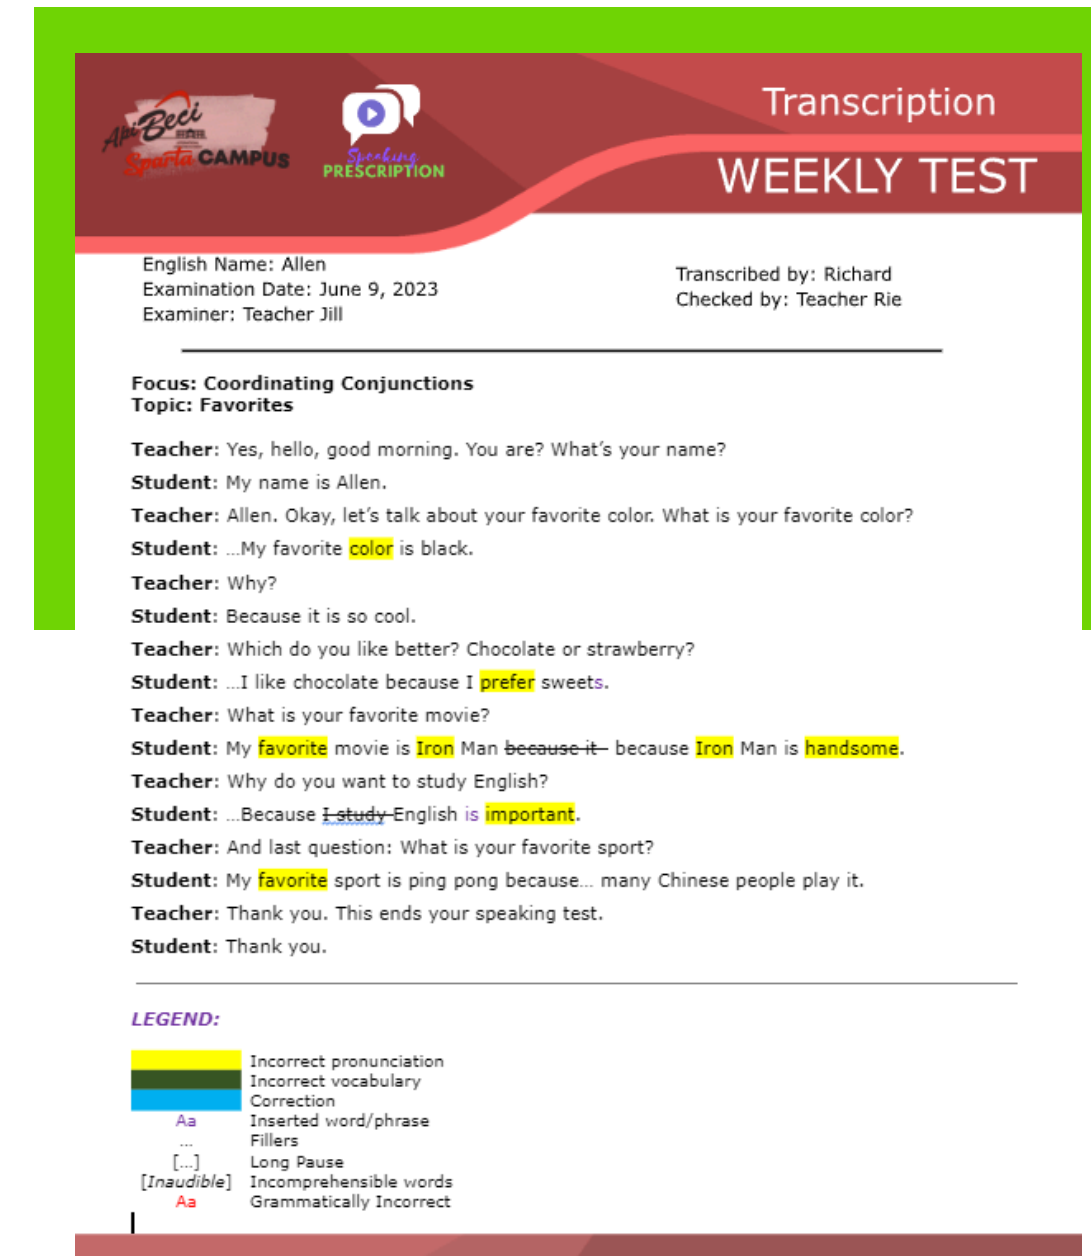 Api Beci
Sparta CAMPUS
Speaking
PRESCRIPTION
Transcription
WEEKLY TEST
English Name: Allen
Examination Date: June 9, 2023
Examiner: Teacher Jill
Transcribed by: Richard
Checked by: Teacher Rie
Focus: Coordinating Conjunctions
Topic: Favorites
Teacher: Yes, hello, good morning. You are? What’s your name?
Student: My name is Allen.
Teacher: Allen. Okay, let’s talk about your favorite color. What is your favorite color?
Student: …My favorite color is black.
Teacher: Why?
Student: Because it is so cool.
Teacher: Which do you like better? Chocolate or strawberry?
Student: …I like chocolate because I prefer sweets.
Teacher: What is your favorite movie?
Student: My favorite movie is Iron Man because it because Iron Man is handsome.
Teacher: Why do you want to study English?
Student: …Because I study English is important.
Teacher: And last question: What is your favorite sport?
Student: My favorite sport is ping pong because… many Chinese people play it.
Teacher: Thank you. This ends your speaking test.
Student: Thank you.
LEGEND:
Incorrect pronunciation
Incorrect vocabulary
Correction
Aa Inserted word/phrase
… Fillers
[…] Long Pause
[Inaudible] Incomprehensible words
Aa Grammatically Incorrect